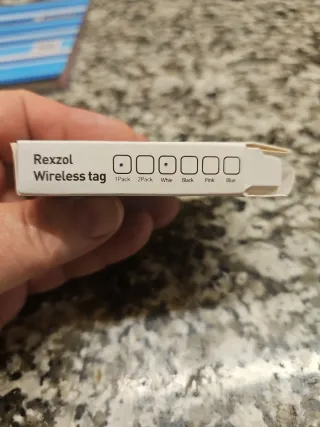 Rexzol
Wireless tag
1Pack 2Pack White Black Pink Blue